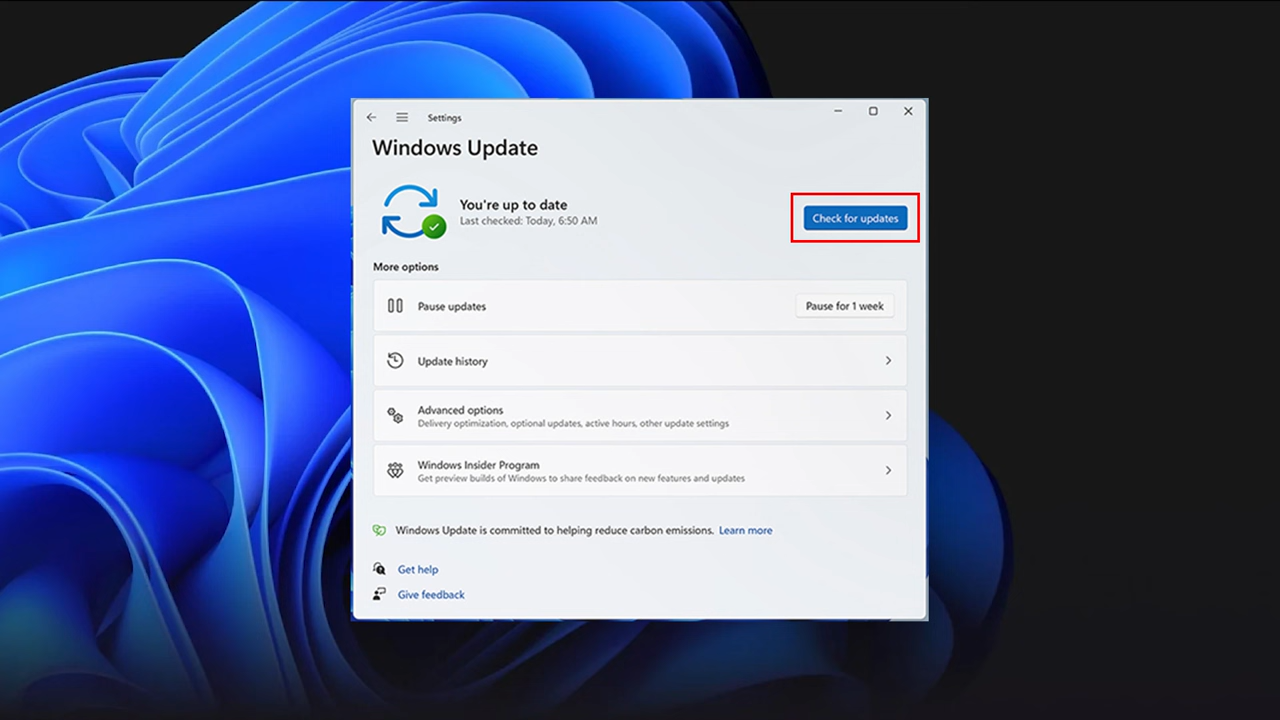 Settings
Windows Update
You're up to date
Last checked: Today, 6:50 AM
Check for updates
More options
Pause updates
Pause for 1 week
Update history
Advanced options
Delivery optimization, optional updates, active hours, other update settings
Windows Insider Program
Get preview builds of Windows to share feedback on new features and updates
Windows Update is committed to helping reduce carbon emissions. Learn more
Get help
Give feedback